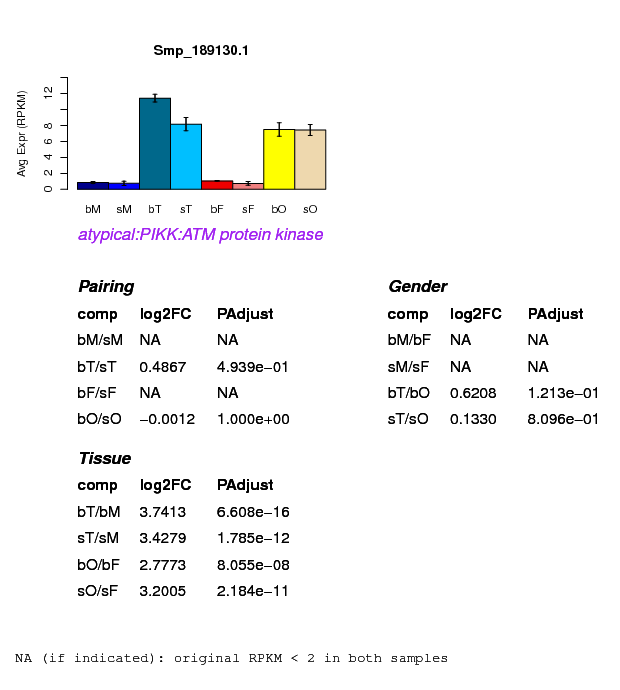 Smp_189130.1
Avg Expr (RPKM)
12
8
6
4
2
0
bM sM bT sT bF sF bO sO
atypical:PIKK:ATM protein kinase
Pairing
comp log2FC PAdjust
bM/sM NA NA
bT/sT 0.4867 4.939e−01
bF/sF NA NA
bO/sO −0.0012 1.000e+00
Gender
comp log2FC PAdjust
bM/bF NA NA
sM/sF NA NA
bT/bO 0.6208 1.213e−01
sT/sO 0.1330 8.096e−01
Tissue
comp log2FC PAdjust
bT/bM 3.7413 6.608e−16
sT/sM 3.4279 1.785e−12
bO/bF 2.7773 8.055e−08
sO/sF 3.2005 2.184e−11
NA (if indicated): original RPKM < 2 in both samples